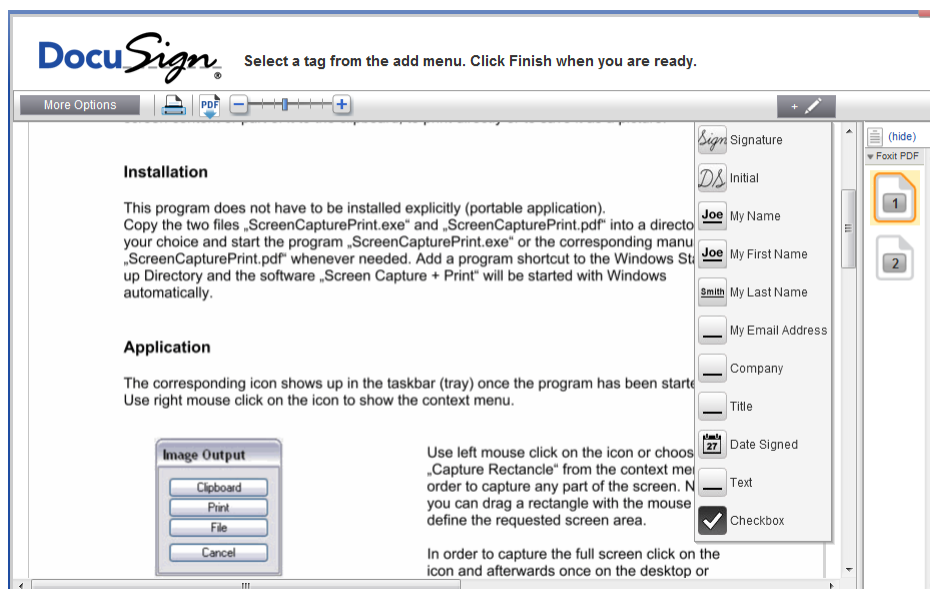 DocuSign®
Select a tag from the add menu. Click Finish when you are ready.
More Options
PDF
+
(hide)
Foxit PDF
1
2
Installation
This program does not have to be installed explicitly (portable application).
Copy the two files „ScreenCapturePrint.exe“ and „ScreenCapturePrint.pdf“ into a directo
your choice and start the program „ScreenCapturePrint.exe“ or the corresponding manu
„ScreenCapturePrint.pdf“ whenever needed. Add a program shortcut to the Windows Sta
up Directory and the software „Screen Capture + Print“ will be started with Windows
automatically.
Application
The corresponding icon shows up in the taskbar (tray) once the program has been starte
Use right mouse click on the icon to show the context menu.
Image Output
Clipboard
Print
File
Cancel
Use left mouse click on the icon or choos
„Capture Rectancle“ from the context me
order to capture any part of the screen. N
you can drag a rectangle with the mouse
define the requested screen area.
In order to capture the full screen click on the
icon and afterwards once on the desktop or
Sign Signature
DS Initial
Joe My Name
Joe My First Name
Smith My Last Name
My Email Address
Company
Title
27 Date Signed
Text
Checkbox